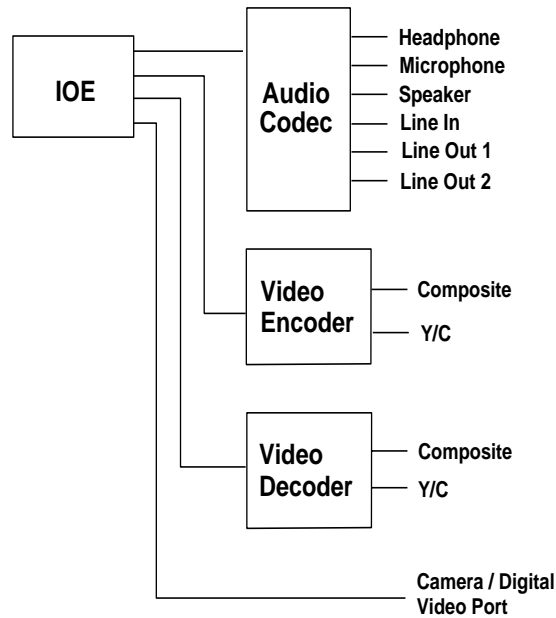 IOE
Audio
Codec
Headphone
Microphone
Speaker
Line In
Line Out 1
Line Out 2
Video
Encoder
Composite
Y/C
Video
Decoder
Composite
Y/C
Camera / Digital
Video Port